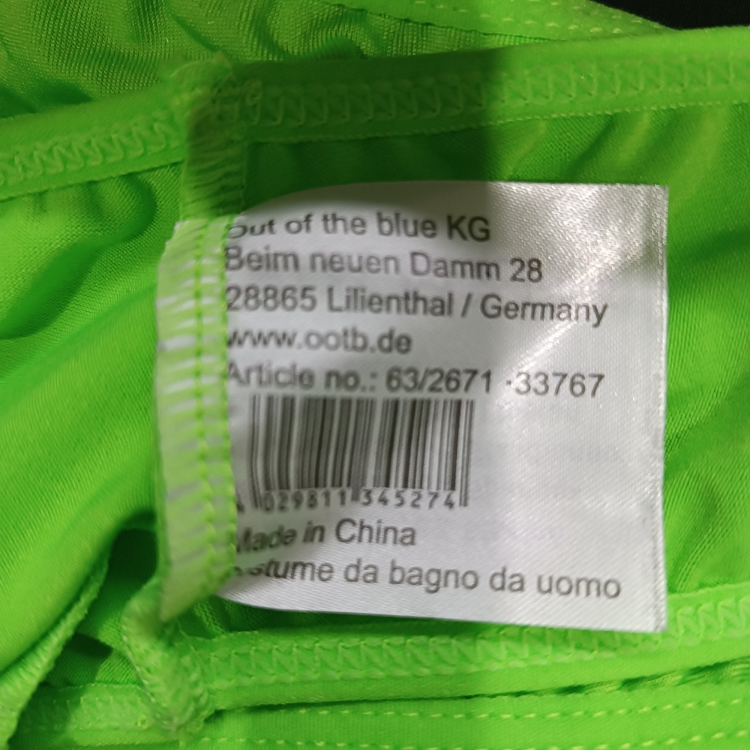 Out of the blue KG
Beim neuen Damm 28
28865 Lilienthal / Germany
www.ootb.de
Article no.: 63/2671 -33767
4 029811 345274
Made in China
da bagno da uomo